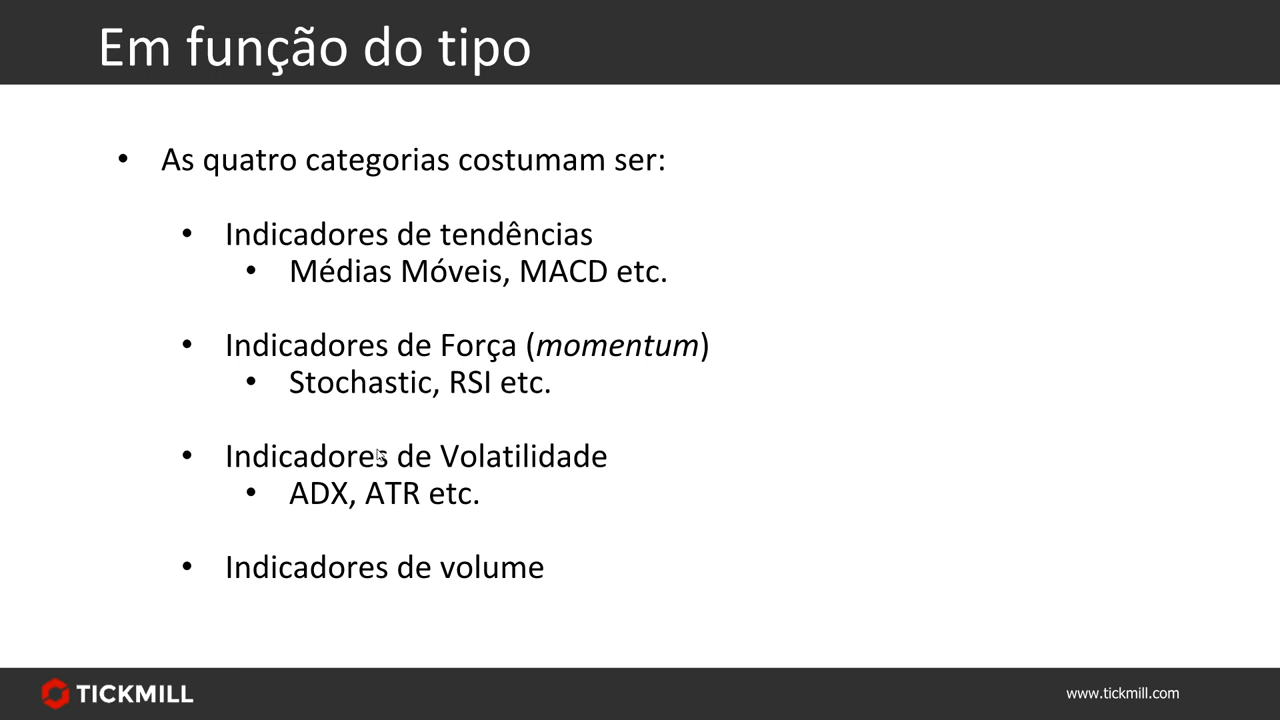 Em função do tipo
• As quatro categorias costumam ser:
• Indicadores de tendências
• Médias Móveis, MACD etc.
• Indicadores de Força (momentum)
• Stochastic, RSI etc.
• Indicadores de Volatilidade
• ADX, ATR etc.
• Indicadores de volume
TICKMILL
www.tickmill.com